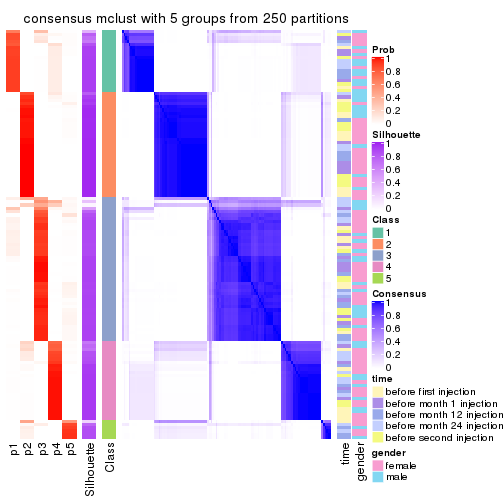 consensus mclust with 5 groups from 250 partitions
Prob
1
0.8
0.6
0.4
0.2
0
Silhouette
1
0.8
0.6
0.4
0.2
0
Class
1
2
3
4
5
Consensus
1
0.8
0.6
0.4
0.2
0
time
before first injection
before month 1 injection
before month 12 injection
before month 24 injection
before second injection
gender
female
male
p1
p2
p3
p4
p5
Silhouette
Class
time
gender